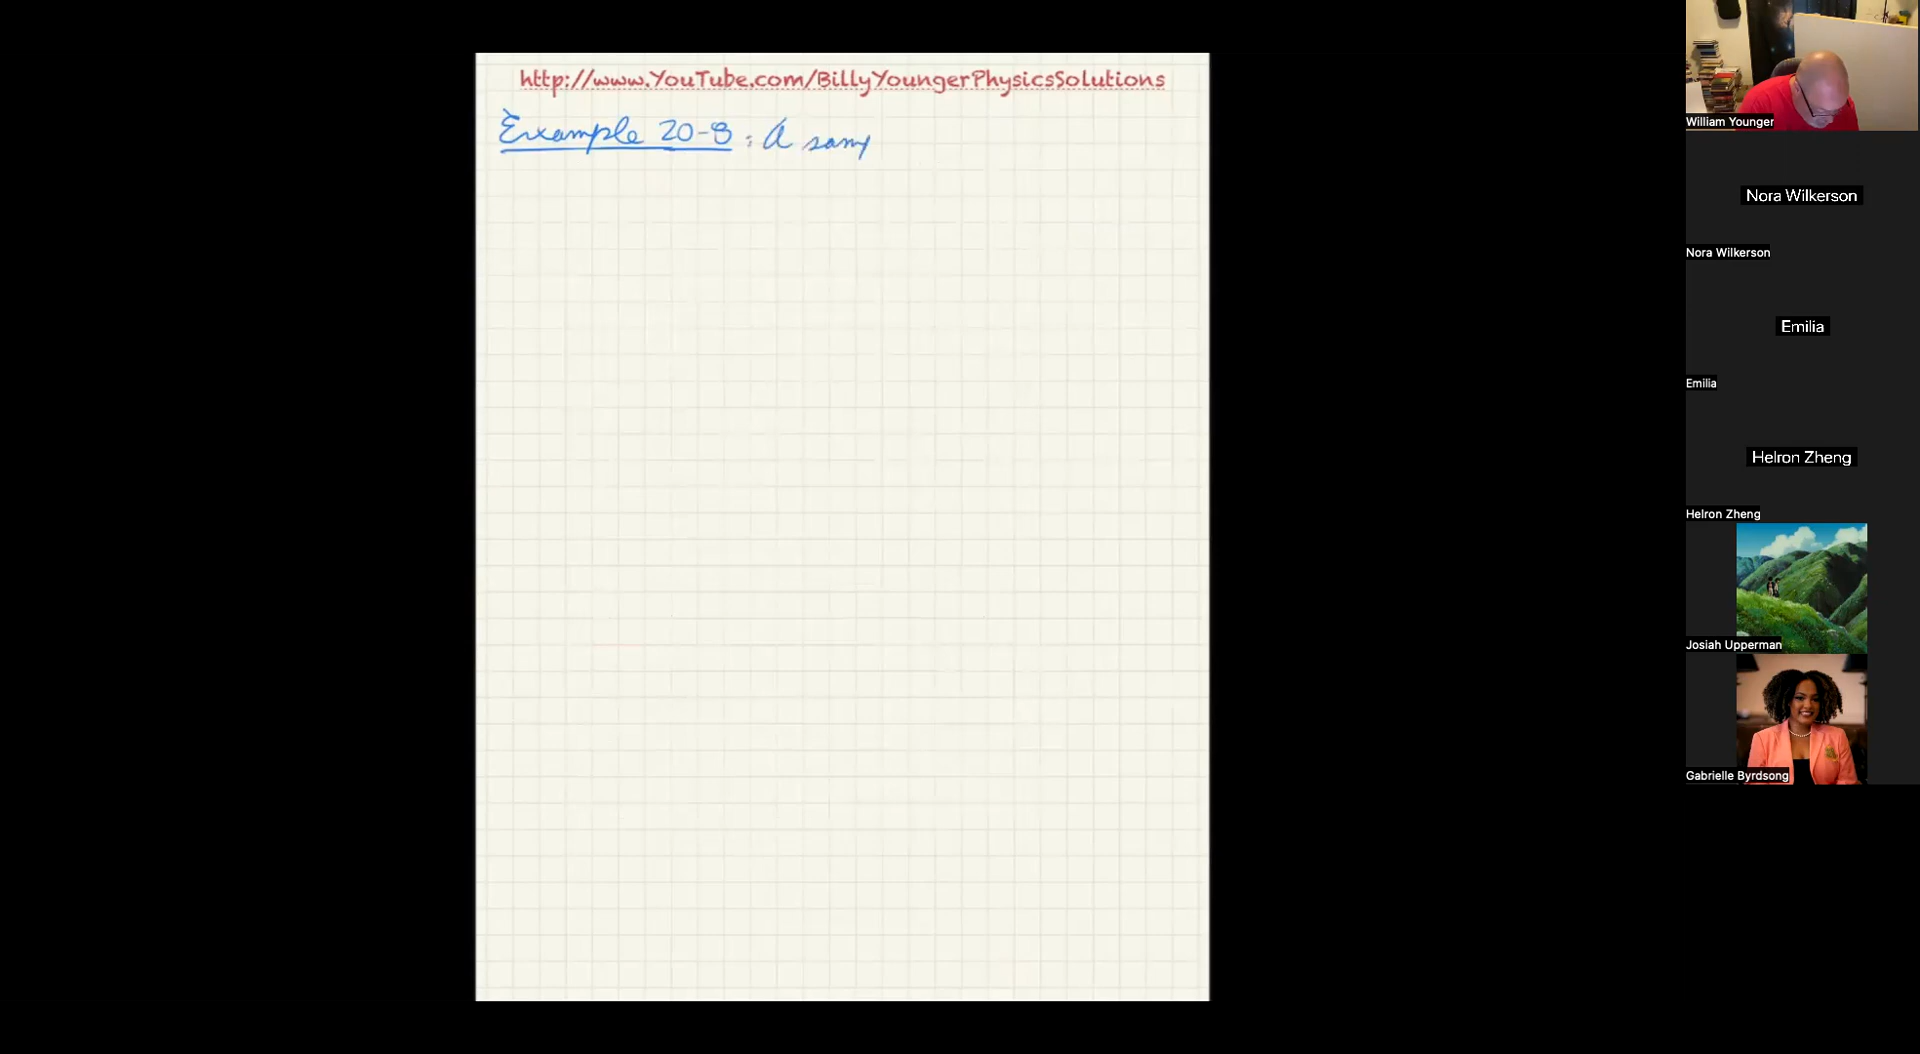 http://www.YouTube.com/BillyYoungerPhysicsSolutions
Example 20-8: A samp
William Younger
Nora Wilkerson
Nora Wilkerson
Emilia
Emilia
Helron Zheng
Helron Zheng
Josiah Upperman
Gabrielle Byrdsong